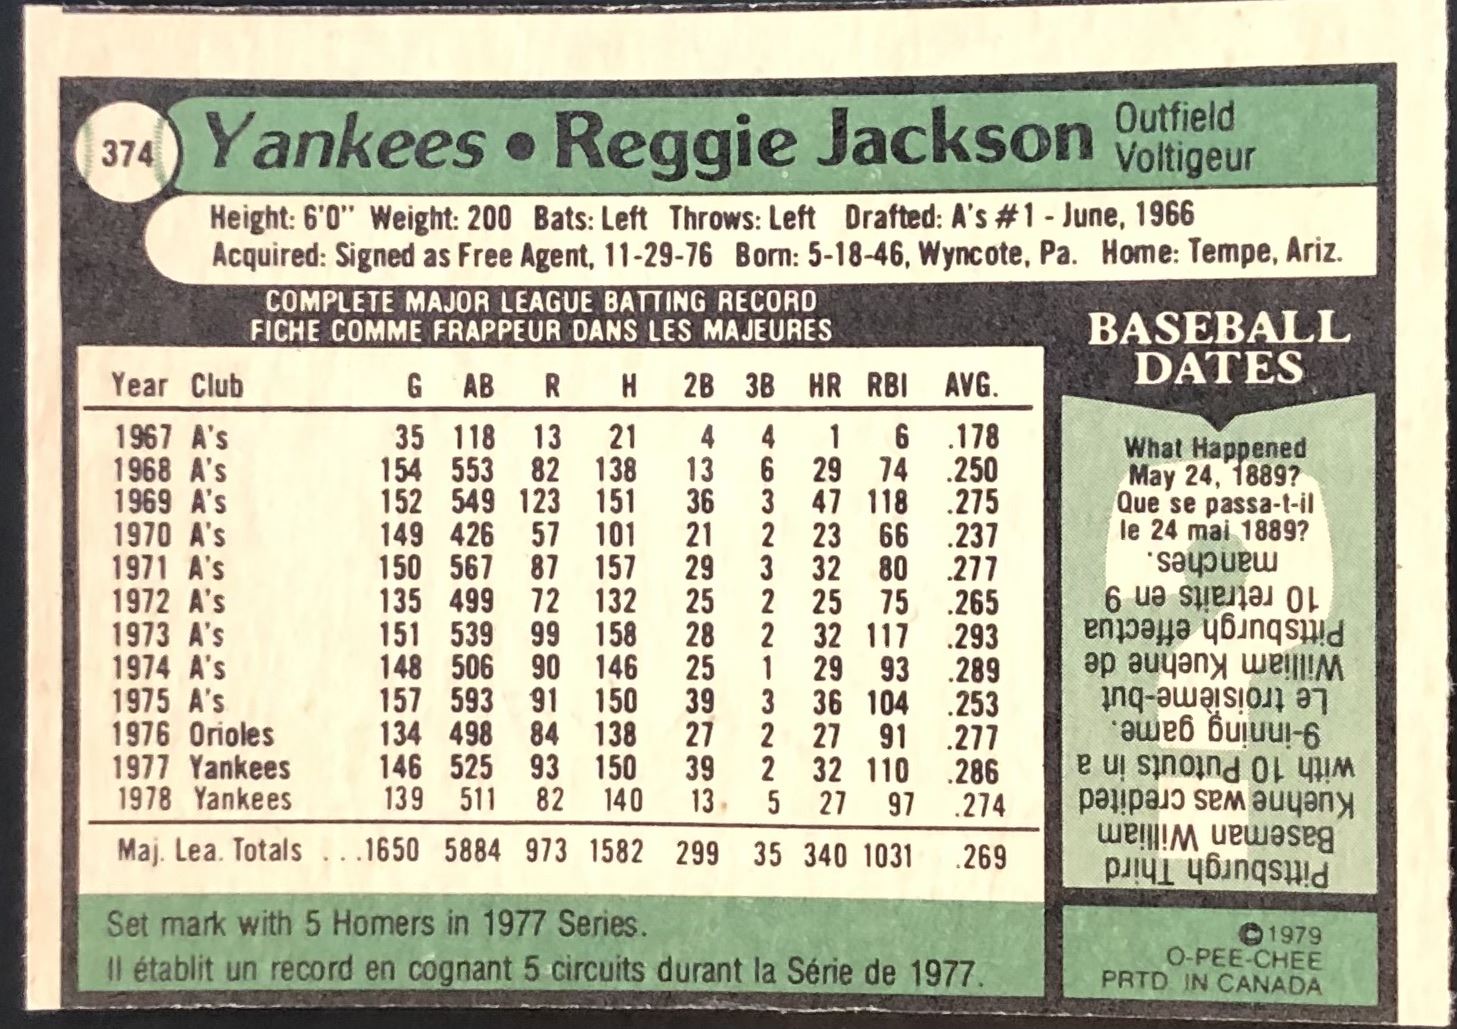 374
Yankees • Reggie Jackson
Outfield
Voltigeur
Height: 6'0" Weight: 200 Bats: Left Throws: Left Drafted: A's #1 - June, 1966
Acquired: Signed as Free Agent, 11-29-76 Born: 5-18-46, Wyncote, Pa. Home: Tempe, Ariz.
COMPLETE MAJOR LEAGUE BATTING RECORD
FICHE COMME FRAPPEUR DANS LES MAJEURES
Year Club G AB R H 2B 3B HR RBI AVG.
1967 A's 35 118 13 21 4 4 1 6 .178
1968 A's 154 553 82 138 13 6 29 74 .250
1969 A's 152 549 123 151 36 3 47 118 .275
1970 A's 149 426 57 101 21 2 23 66 .237
1971 A's 150 567 87 157 29 3 32 80 .277
1972 A's 135 499 72 132 25 2 25 75 .265
1973 A's 151 539 99 158 28 2 32 117 .293
1974 A's 148 506 90 146 25 1 29 93 .289
1975 A's 157 593 91 150 39 3 36 104 .253
1976 Orioles 134 498 84 138 27 2 27 91 .277
1977 Yankees 146 525 93 150 39 2 32 110 .286
1978 Yankees 139 511 82 140 13 5 27 97 .274
Maj. Lea. Totals ...1650 5884 973 1582 299 35 340 1031 .269
Set mark with 5 Homers in 1977 Series.
Il établit un record en cognant 5 circuits durant la Série de 1977.
BASEBALL
DATES
What Happened
May 24, 1889?
Que se passa-t-il
le 24 mai 1889?
Pittsburgh Third
Baseman William
Kuehne was credited
with 10 Putouts in a
9-inning game.
Le troisième-but
William Kuehne de
Pittsburgh effectua
10 retraits en 9
manches.
©1979
O-PEE-CHEE
PRTD IN CANADA